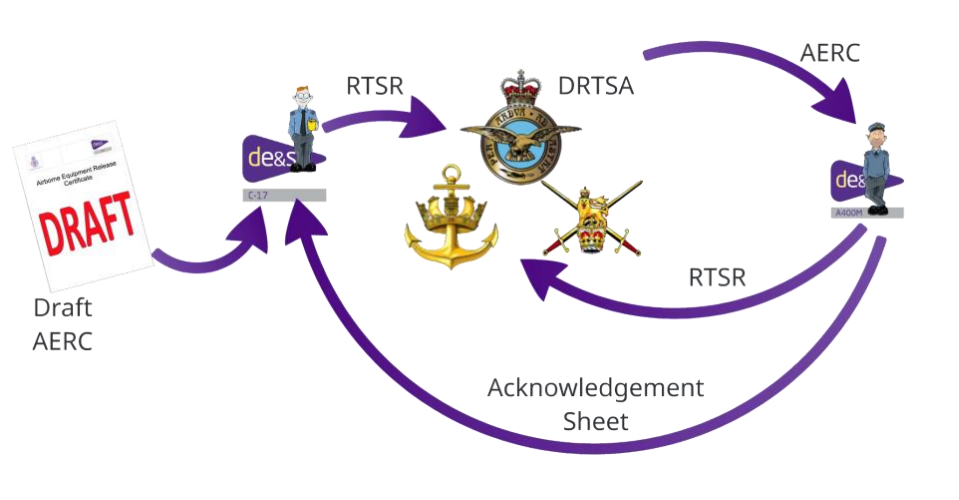 Airborne Equipment Release
Certificate
DRAFT
Draft
AERC
de&s
C-17
RTSR
DRTSA
AERC
de&s
A400M
RTSR
Acknowledgement
Sheet